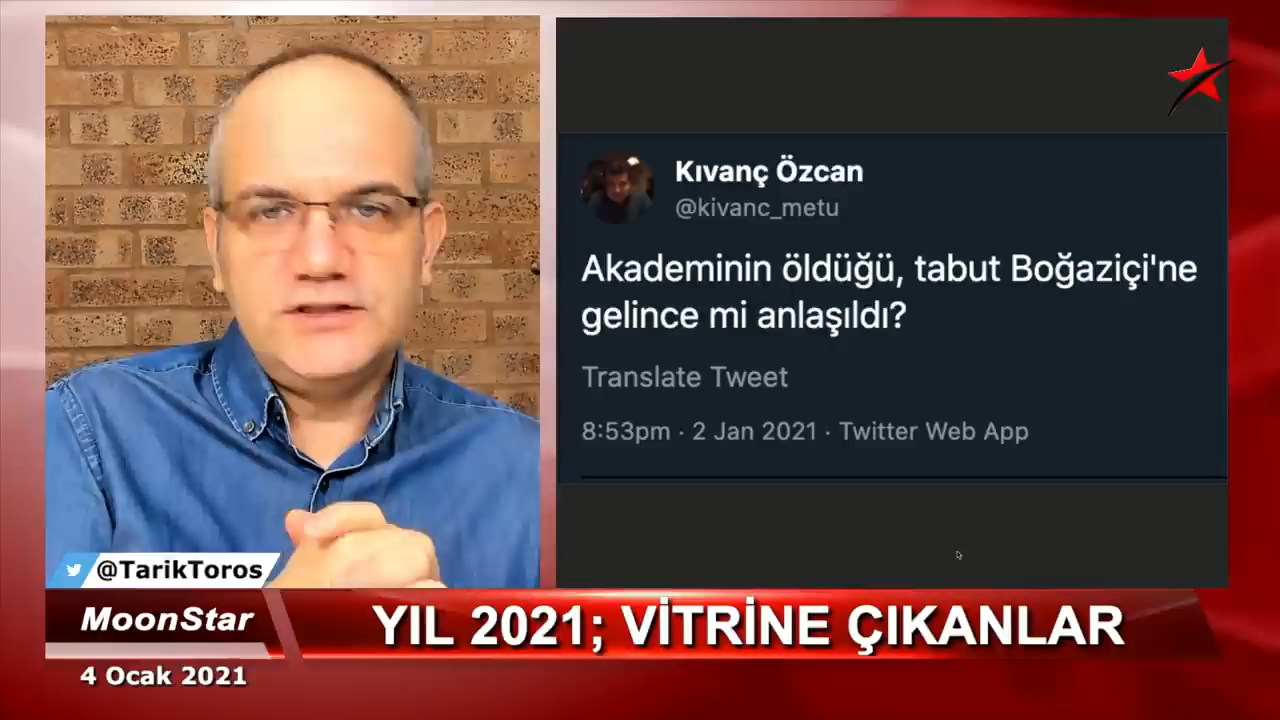 Kıvanç Özcan
@kivanc_metu
Akademinin öldüğü, tabut Boğaziçi'ne
gelince mi anlaşıldı?
Translate Tweet
8:53pm · 2 Jan 2021 · Twitter Web App
@TarikToros
MoonStar
YIL 2021; VİTRİNE ÇIKANLAR
4 Ocak 2021